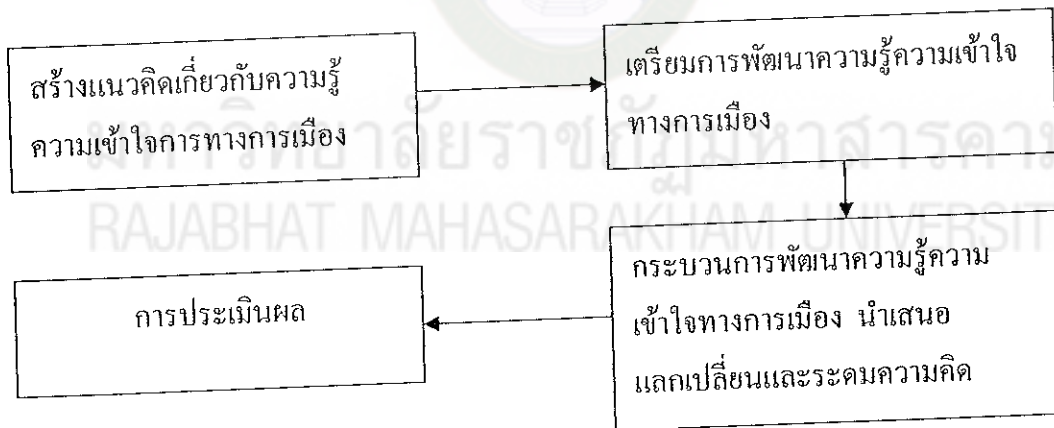 สร้างแนวคิดเกี่ยวกับความรู้
ความเข้าใจการทางการเมือง
เตรียมการพัฒนาความรู้ความเข้าใจ
ทางการเมือง
กระบวนการพัฒนาความรู้ความ
เข้าใจทางการเมือง นำเสนอ
แลกเปลี่ยนและระดมความคิด
การประเมินผล
มหาวิทยาลัยราชภัฏมหาสารคาม
RAJABHAT MAHASARAKHAM UNIVERSIT